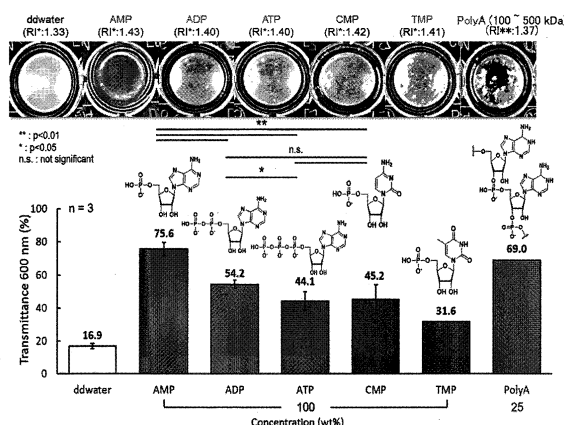 ddwater AMP ADP ATP CMP TMP PolyA (100 ~ 500 kDa)
(RI*:1.33) (RI*:1.43) (RI*:1.40) (RI*:1.40) (RI*:1.42) (RI*:1.41) (RI**:1.37)
** : p<0.01
* : p<0.05
n.s. : not significant
**
n.s.
*
n = 3
Transmittance 600 nm (%)
100
80
60
40
20
0
16.9
75.6
54.2
44.1
45.2
31.6
69.0
ddwater AMP ADP ATP CMP TMP PolyA
100 25
Concentration (wt%)